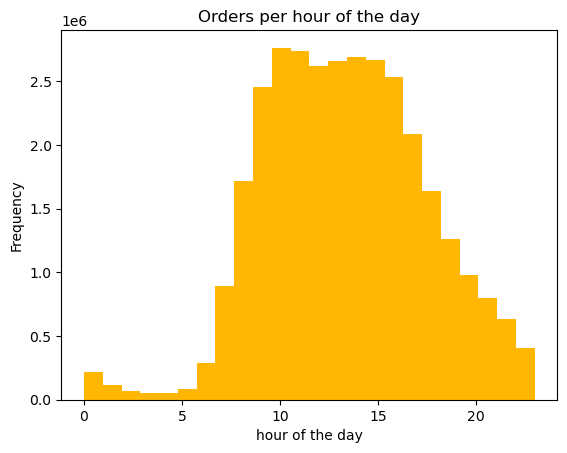 Orders per hour of the day
1e6
2.5
2.0
1.5
1.0
0.5
0.0
Frequency
0 5 10 15 20
hour of the day